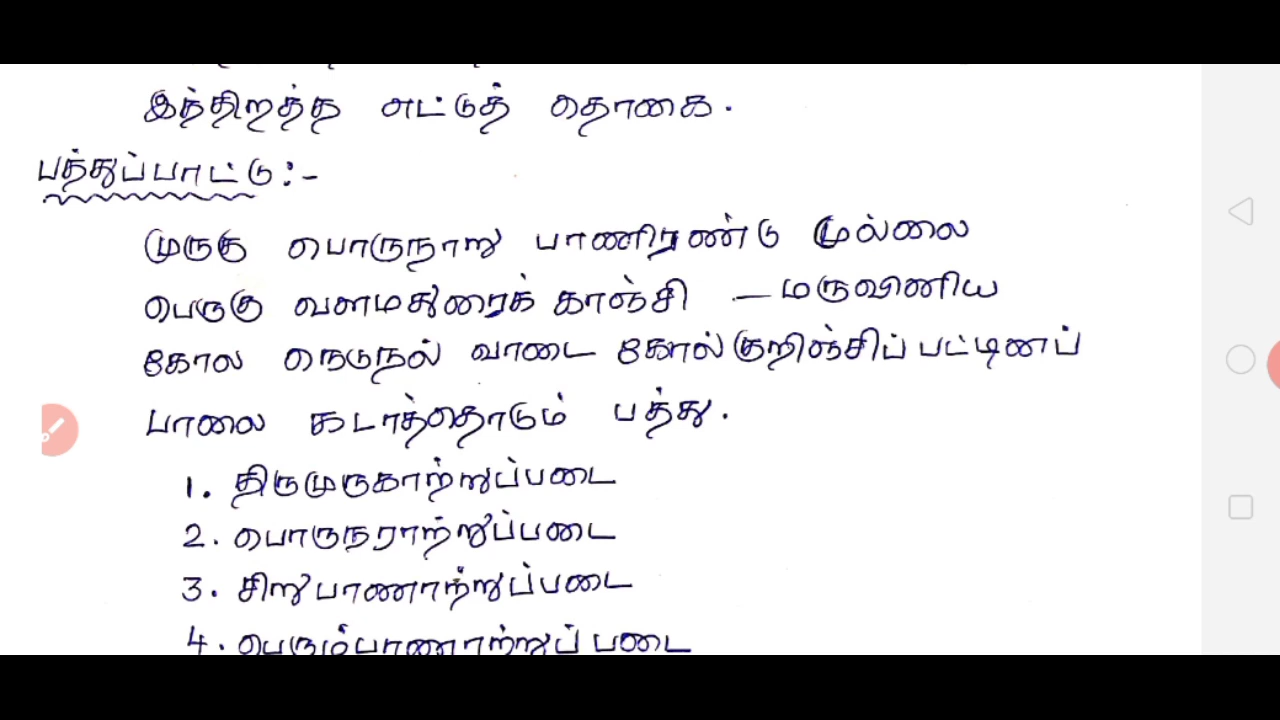 இத்திறத்த சுட்டுத் தொகை.
பத்துப்பாட்டு:-
முருகு பொருநாறு பாணிரண்டு முல்லை
பெருகு வளமதுரைக் காஞ்சி - மருவினிய
கோல நெடுநல் வாடை கோல் குறிஞ்சிப் பட்டினப்
பாலை கடாத்தொடும் பத்து.
1. திருமுருகாற்றுப்படை
2. பொருநராற்றுப்படை
3. சிறுபாணாற்றுப்படை
4. பெரும்பாணாற்றுப் படை